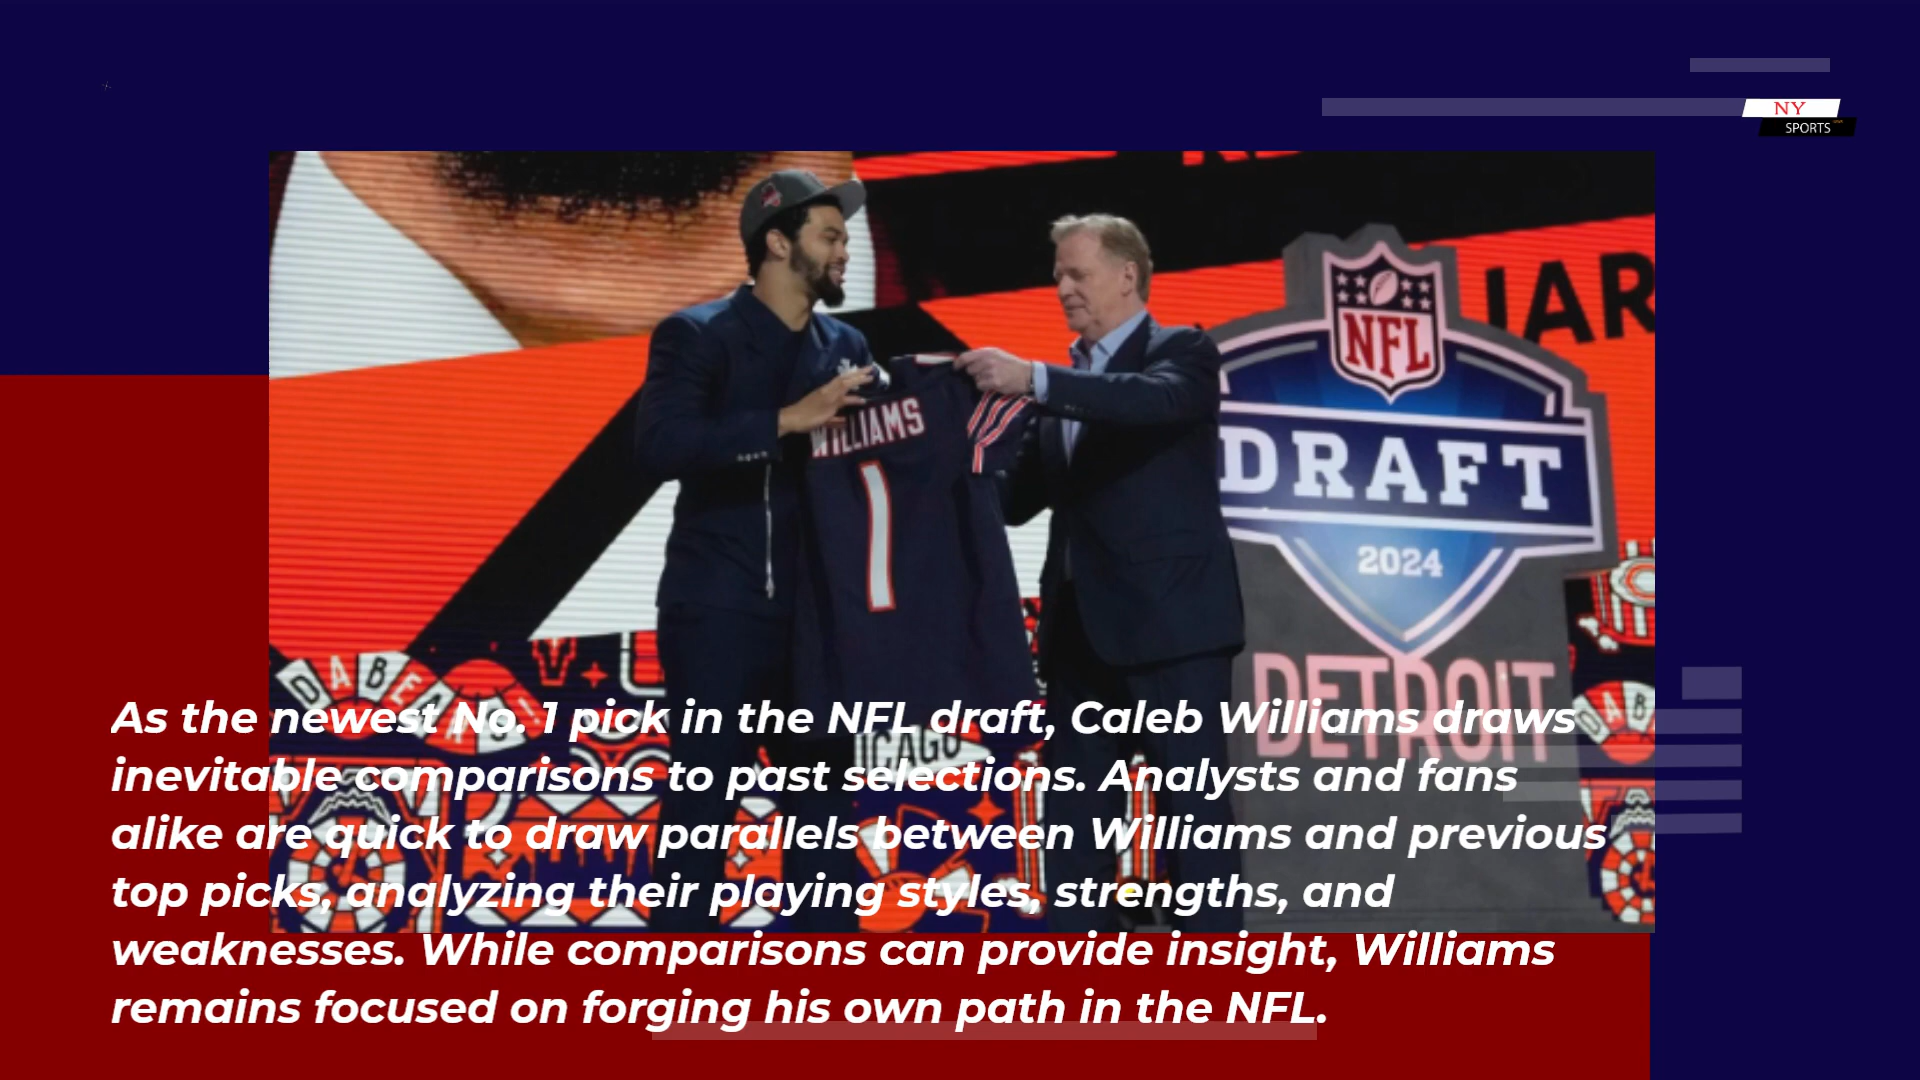 NY
SPORTS
JAR
NFL
WILLIAMS
1
DRAFT
2024
DA BEARS!
DETROIT
As the newest No. 1 pick in the NFL draft, Caleb Williams draws
inevitable comparisons to past selections. Analysts and fans
alike are quick to draw parallels between Williams and previous
top picks, analyzing their playing styles, strengths, and
weaknesses. While comparisons can provide insight, Williams
remains focused on forging his own path in the NFL.